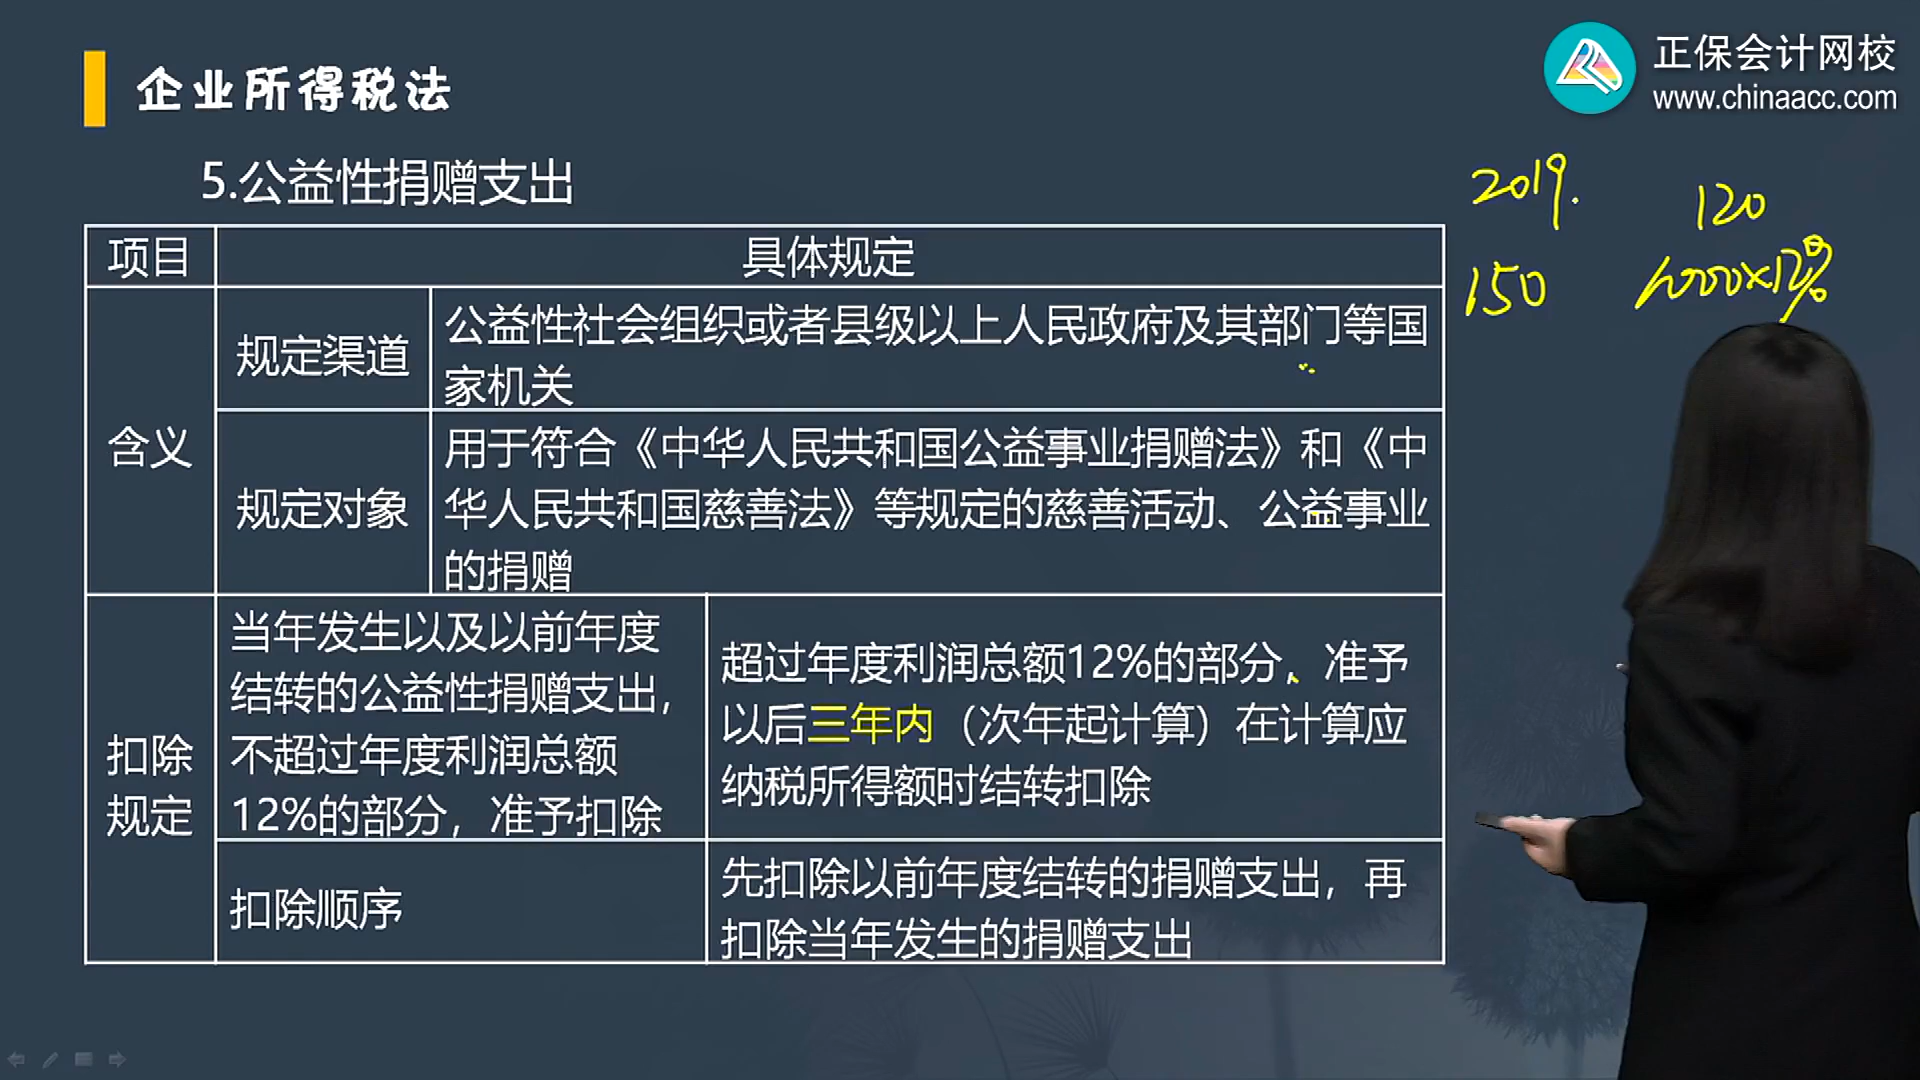 企业所得税法
正保会计网校
www.chinaacc.com
5.公益性捐赠支出
2019.
120
150
1000×12%
项目
具体规定
含义
规定渠道
公益性社会组织或者县级以上人民政府及其部门等国
家机关
规定对象
用于符合《中华人民共和国公益事业捐赠法》和《中
华人民共和国慈善法》等规定的慈善活动、公益事业
的捐赠
扣除
规定
当年发生以及以前年度
结转的公益性捐赠支出，
不超过年度利润总额
12%的部分，准予扣除
超过年度利润总额12%的部分，准予
以后三年内（次年起计算）在计算应
纳税所得额时结转扣除
扣除顺序
先扣除以前年度结转的捐赠支出，再
扣除当年发生的捐赠支出